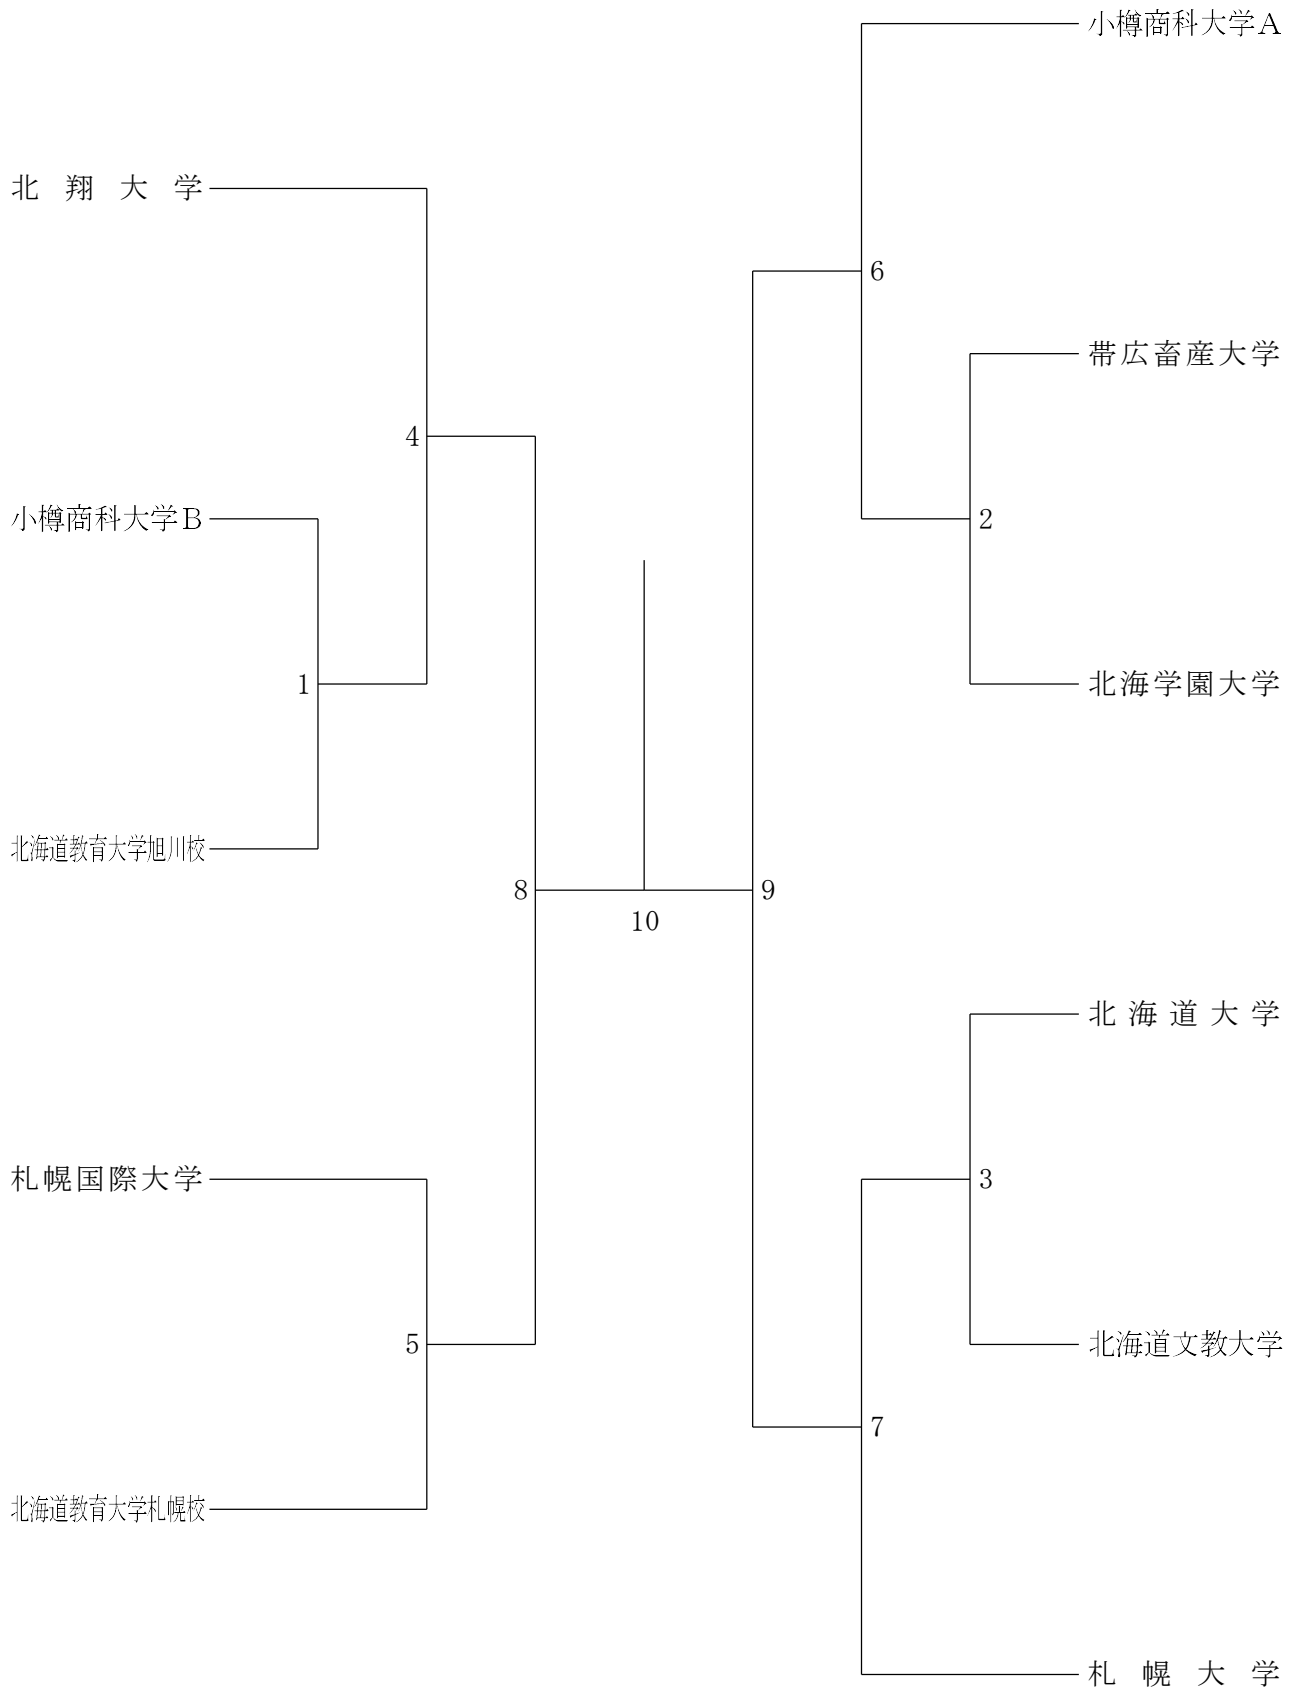 小樽商科大学A
北翔大学
6
帯広畜産大学
4
小樽商科大学B
2
1
北海学園大学
北海道教育大学旭川校
8
9
10
北海道大学
札幌国際大学
3
5
北海道文教大学
7
北海道教育大学札幌校
札幌大学